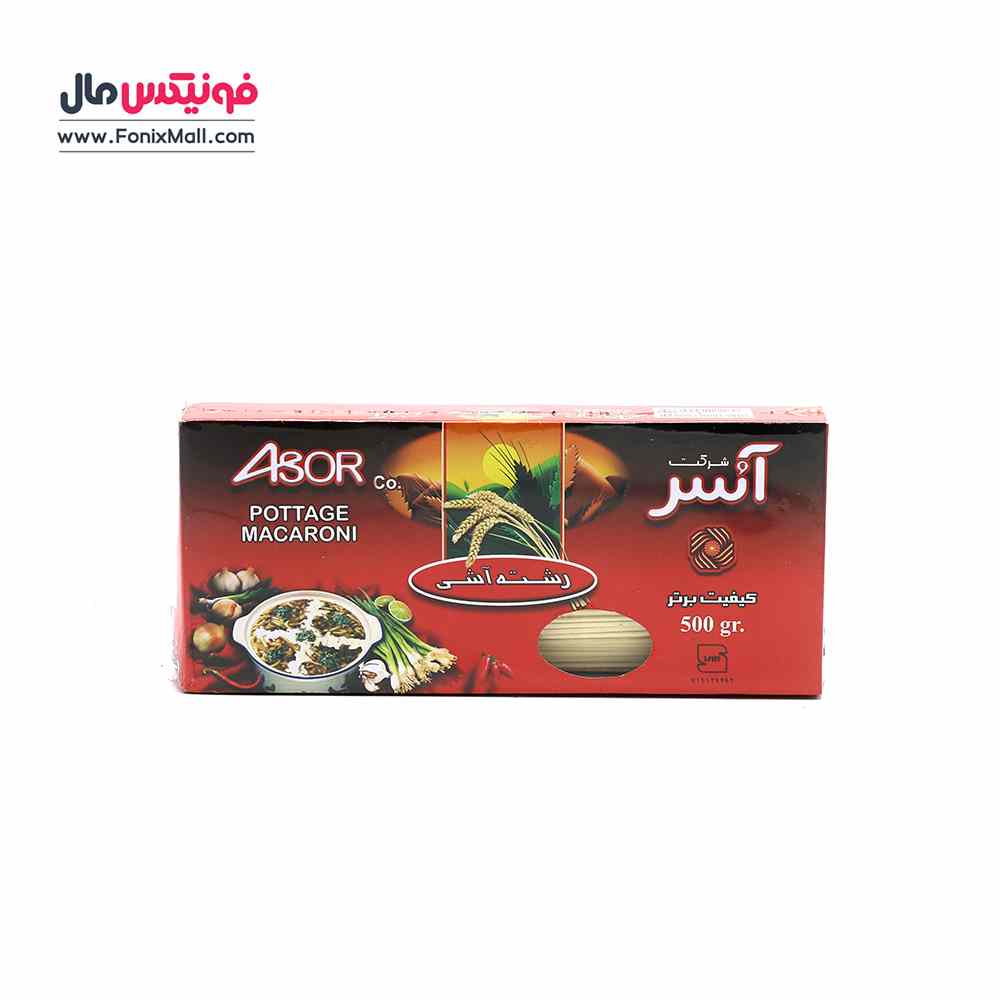 فونیکس مال
www.FonixMall.com
ASOR Co.
POTTAGE
MACARONI
رشته آشی
شرکت
آسُر
کیفیت برتر
500 gr.